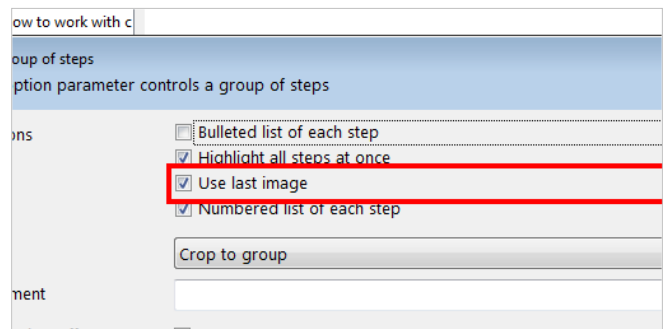 ow to work with c
oup of steps
ption parameter controls a group of steps
ons
Bulleted list of each step
Highlight all steps at once
Use last image
Numbered list of each step
Crop to group
ment